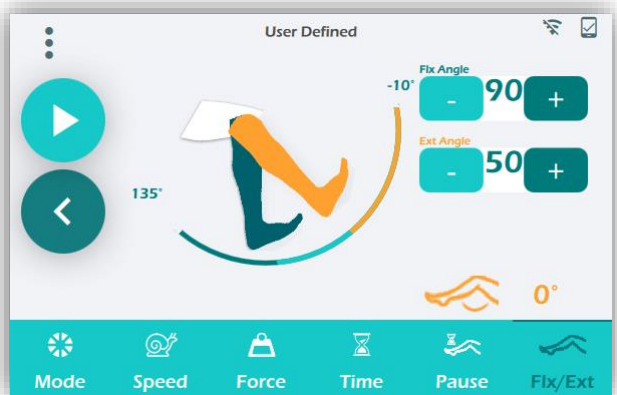 User Defined
Flx Angle
-10°
- 90 +
Ext Angle
- 50 +
135°
0°
Mode Speed Force Time Pause Flx/Ext